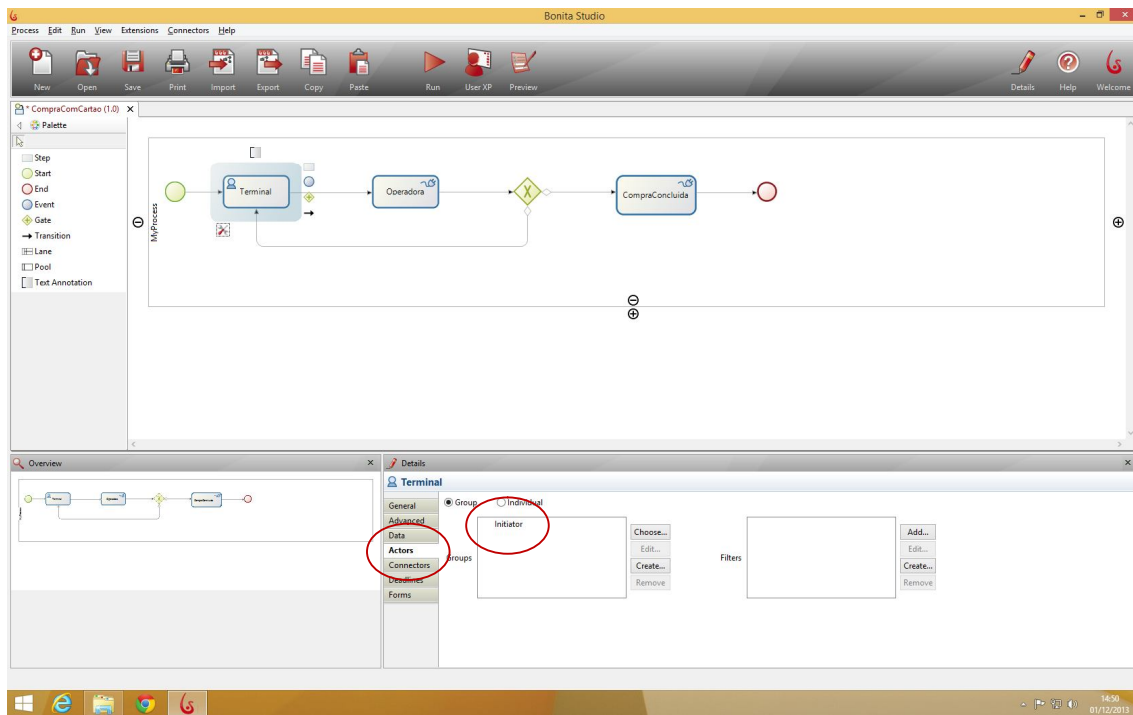 Bonita Studio
Process Edit Run View Extensions Connectors Help
New Open Save Print Import Export Copy Paste Run User XP Preview Details Help Welcome
* CompraComCartao (1.0)
Palette
Step
Start
End
Event
Gate
Transition
Lane
Pool
Text Annotation
MyProcess
Terminal
Operadora
X
CompraConcluida
Overview
Details
Terminal
General
Advanced
Data
Actors
Connectors
Deadlines
Forms
Group Individual
Groups
Initiator
Choose...
Edit...
Create...
Remove
Filters
Add...
Edit...
Create...
Remove
14:50
01/12/2013